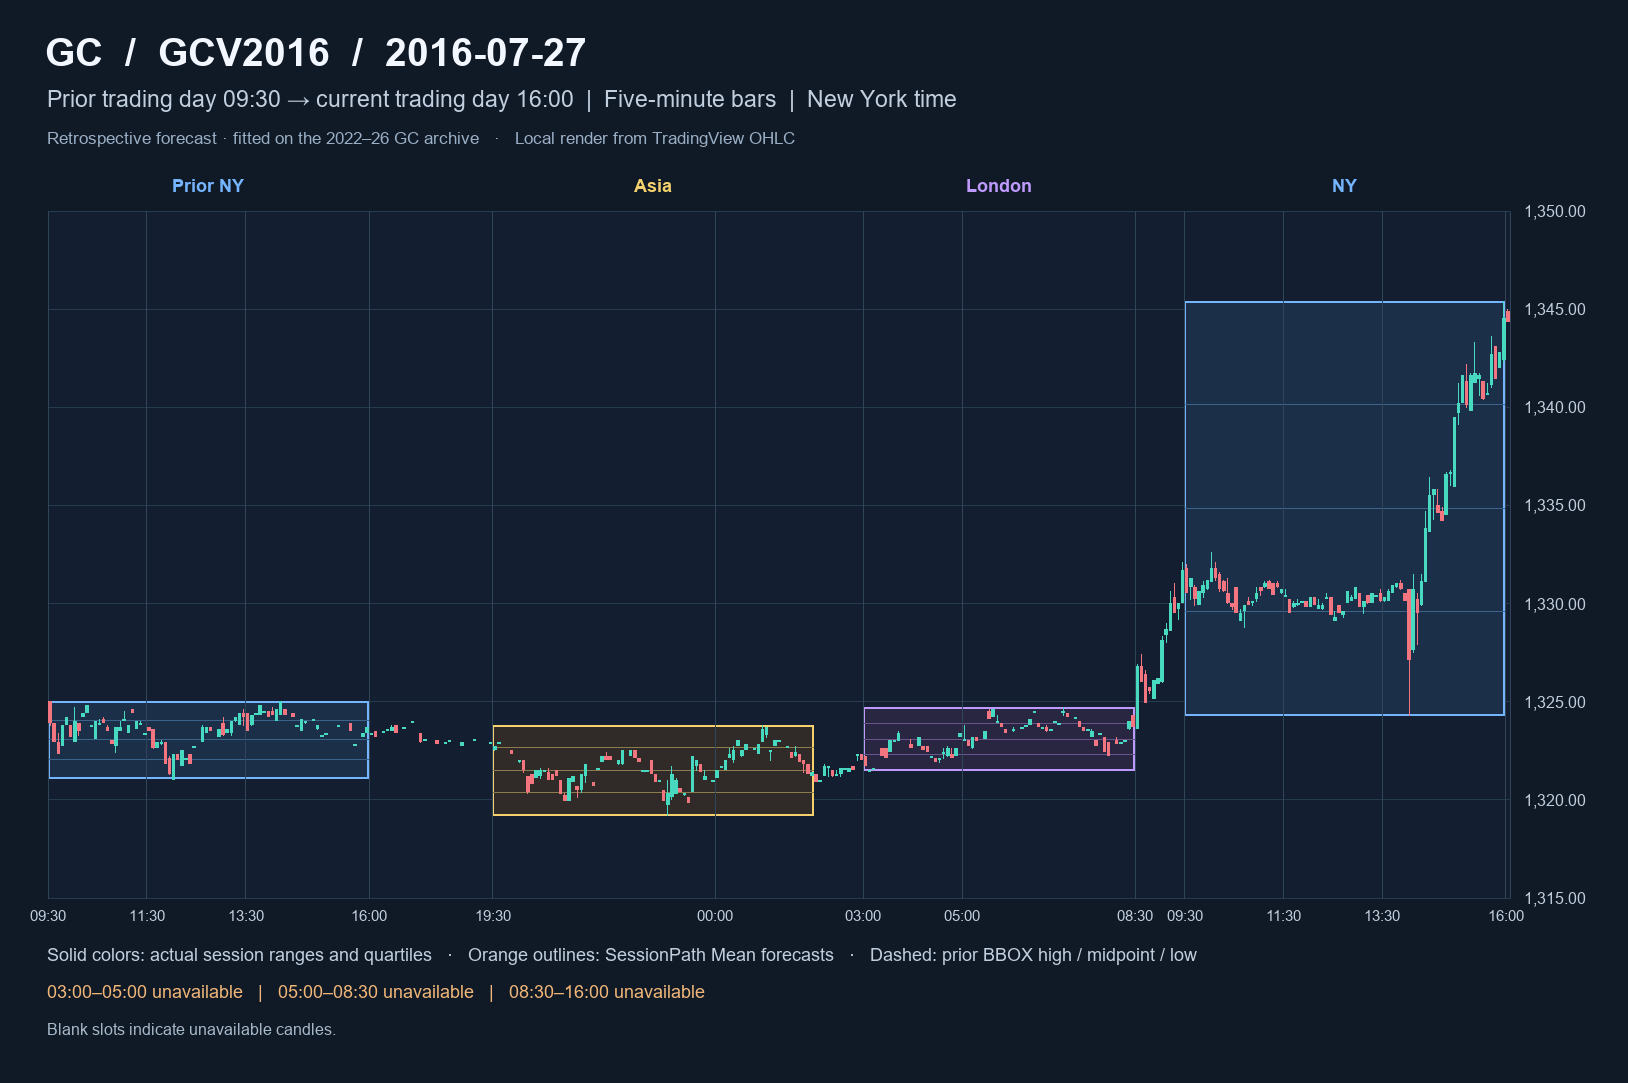 GC / GCV2016 / 2016-07-27
Prior trading day 09:30 → current trading day 16:00 | Five-minute bars | New York time
Retrospective forecast · fitted on the 2022–26 GC archive · Local render from TradingView OHLC
Prior NY Asia London NY
1,350.00
1,345.00
1,340.00
1,335.00
1,330.00
1,325.00
1,320.00
1,315.00
09:30 11:30 13:30 16:00 19:30 00:00 03:00 05:00 08:30 09:30 11:30 13:30 16:00
Solid colors: actual session ranges and quartiles · Orange outlines: SessionPath Mean forecasts · Dashed: prior BBOX high / midpoint / low
03:00–05:00 unavailable | 05:00–08:30 unavailable | 08:30–16:00 unavailable
Blank slots indicate unavailable candles.